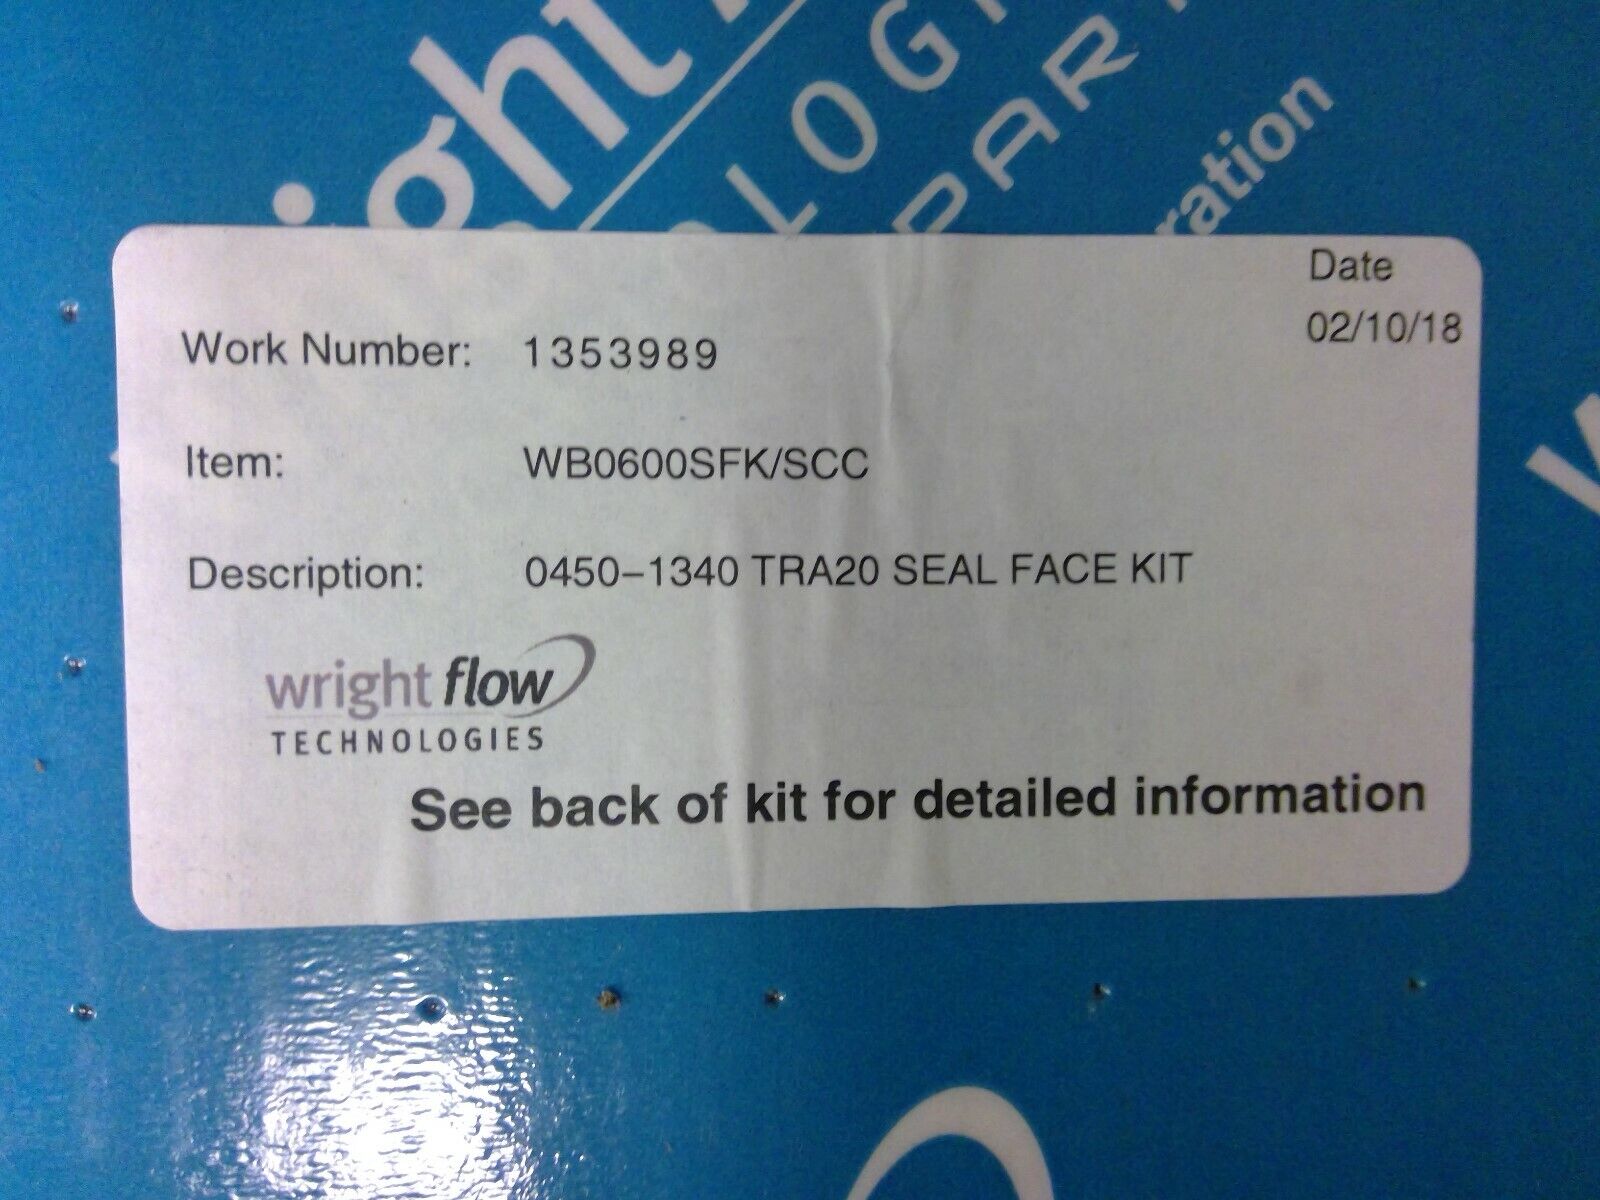 Date
02/10/18
Work Number: 1353989
Item: WB0600SFK/SCC
Description: 0450-1340 TRA20 SEAL FACE KIT
wright flow
TECHNOLOGIES
See back of kit for detailed information